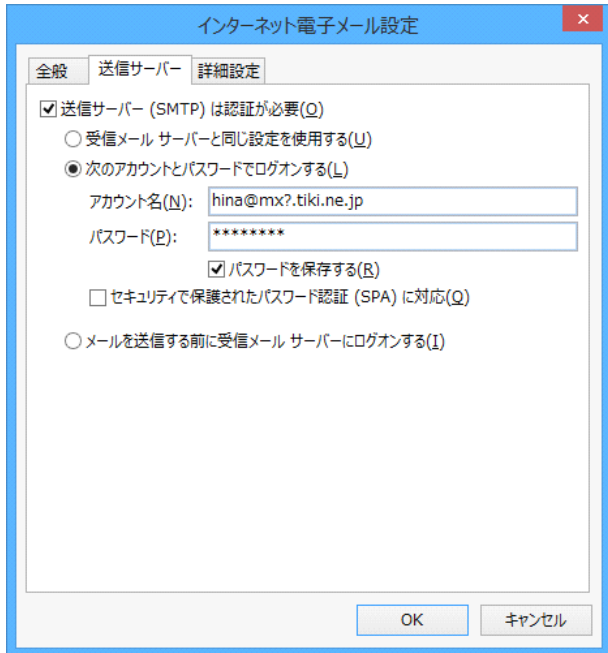 インターネット電子メール設定
全般 送信サーバー 詳細設定
送信サーバー (SMTP) は認証が必要(O)
受信メール サーバーと同じ設定を使用する(U)
次のアカウントとパスワードでログオンする(L)
アカウント名(N): hina@mx?.tiki.ne.jp
パスワード(P): ********
パスワードを保存する(R)
セキュリティで保護されたパスワード認証 (SPA) に対応(Q)
メールを送信する前に受信メール サーバーにログオンする(I)
OK キャンセル